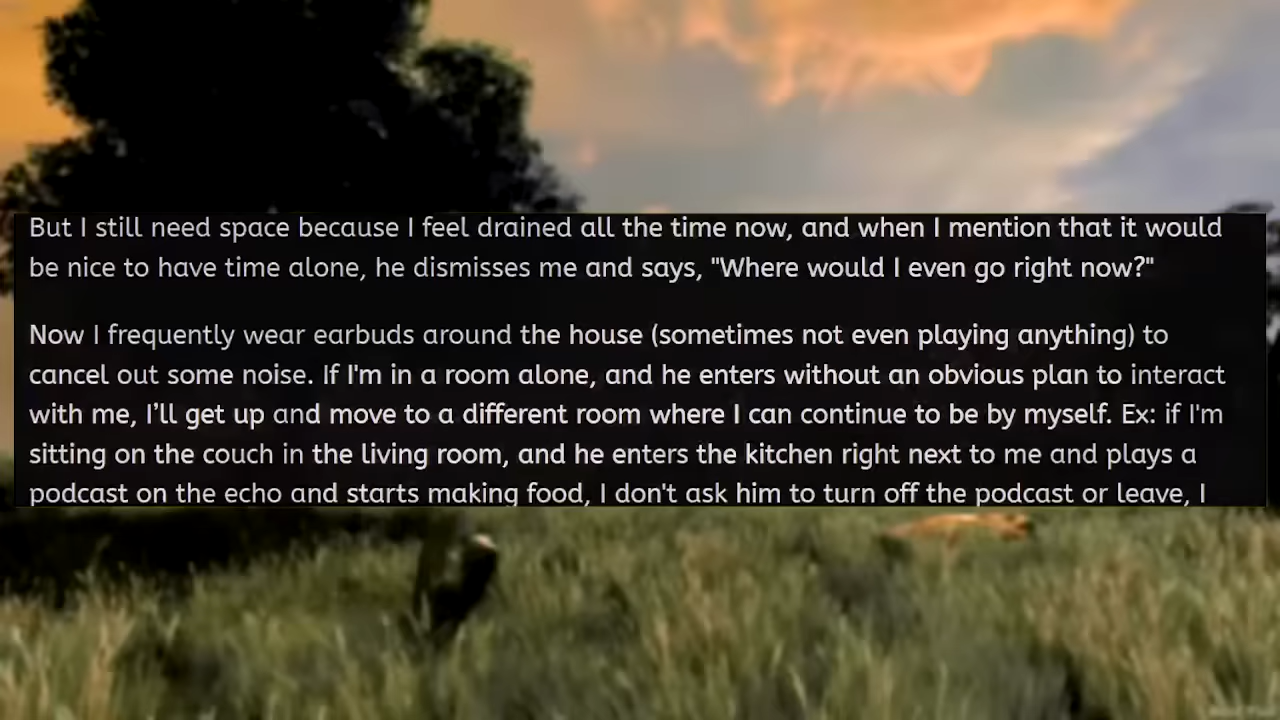 But I still need space because I feel drained all the time now, and when I mention that it would
be nice to have time alone, he dismisses me and says, "Where would I even go right now?"
Now I frequently wear earbuds around the house (sometimes not even playing anything) to
cancel out some noise. If I'm in a room alone, and he enters without an obvious plan to interact
with me, I’ll get up and move to a different room where I can continue to be by myself. Ex: if I'm
sitting on the couch in the living room, and he enters the kitchen right next to me and plays a
podcast on the echo and starts making food, I don't ask him to turn off the podcast or leave, I